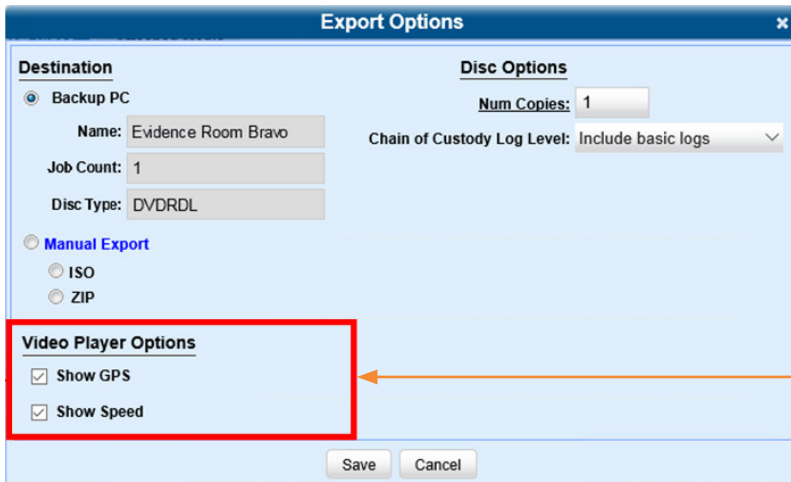 Export Options
Destination
Backup PC
Name: Evidence Room Bravo
Job Count: 1
Disc Type: DVDRDL
Manual Export
ISO
ZIP
Disc Options
Num Copies: 1
Chain of Custody Log Level: Include basic logs
Video Player Options
Show GPS
Show Speed
Save Cancel